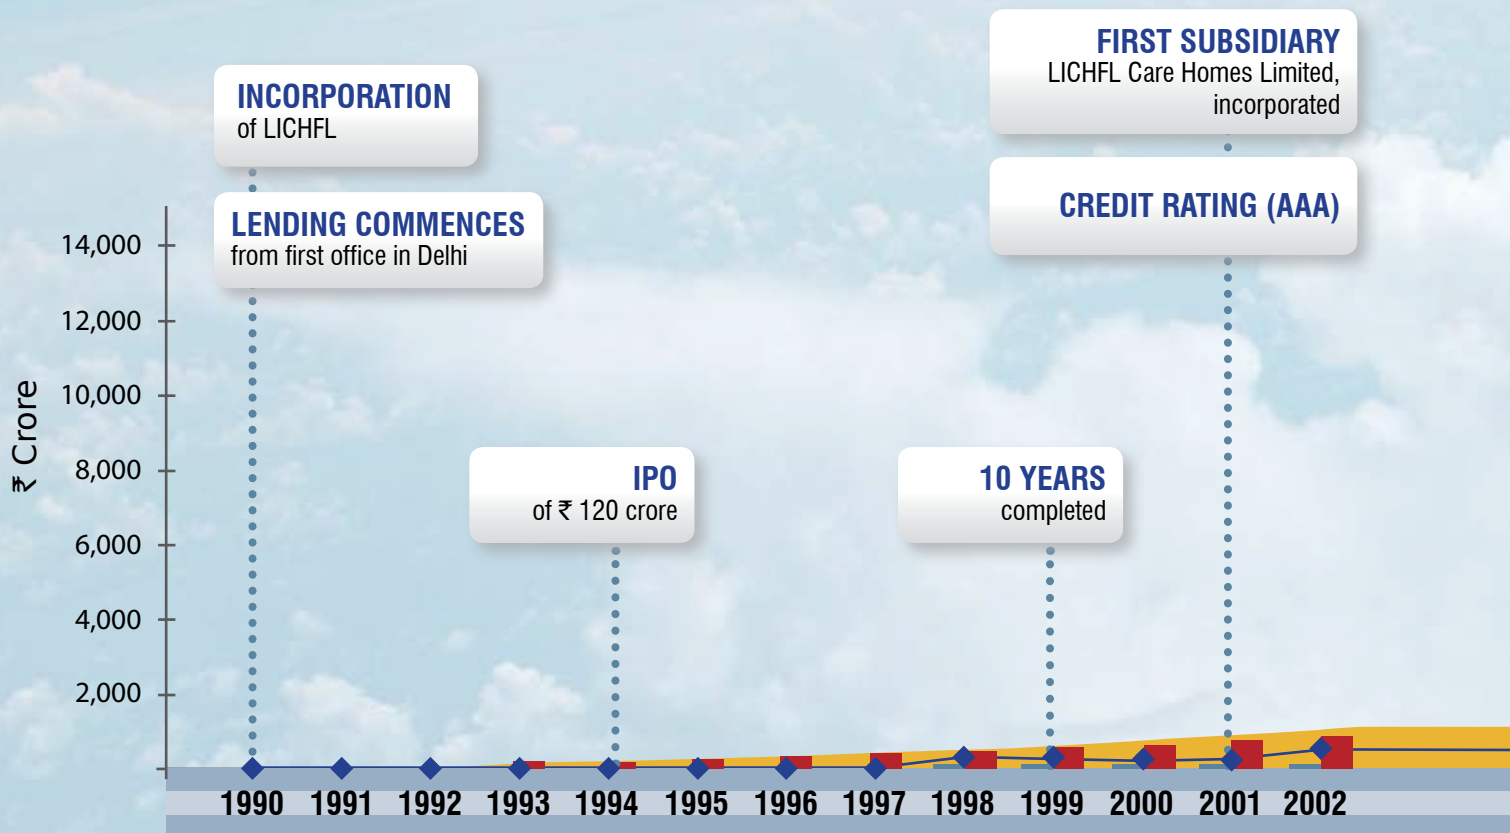 FIRST SUBSIDIARY
LICHFL Care Homes Limited,
incorporated
INCORPORATION
of LICHFL
CREDIT RATING (AAA)
LENDING COMMENCES
from first office in Delhi
14,000
12,000
10,000
8,000
6,000
4,000
2,000
₹ Crore
IPO
of ₹ 120 crore
10 YEARS
completed
1990 1991 1992 1993 1994 1995 1996 1997 1998 1999 2000 2001 2002